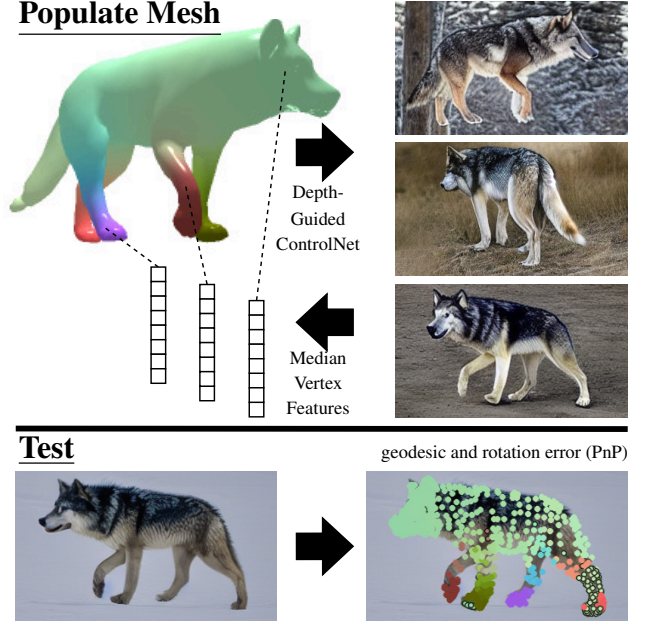 Populate Mesh
Depth-
Guided
ControlNet
Median
Vertex
Features
Test
geodesic and rotation error (PnP)